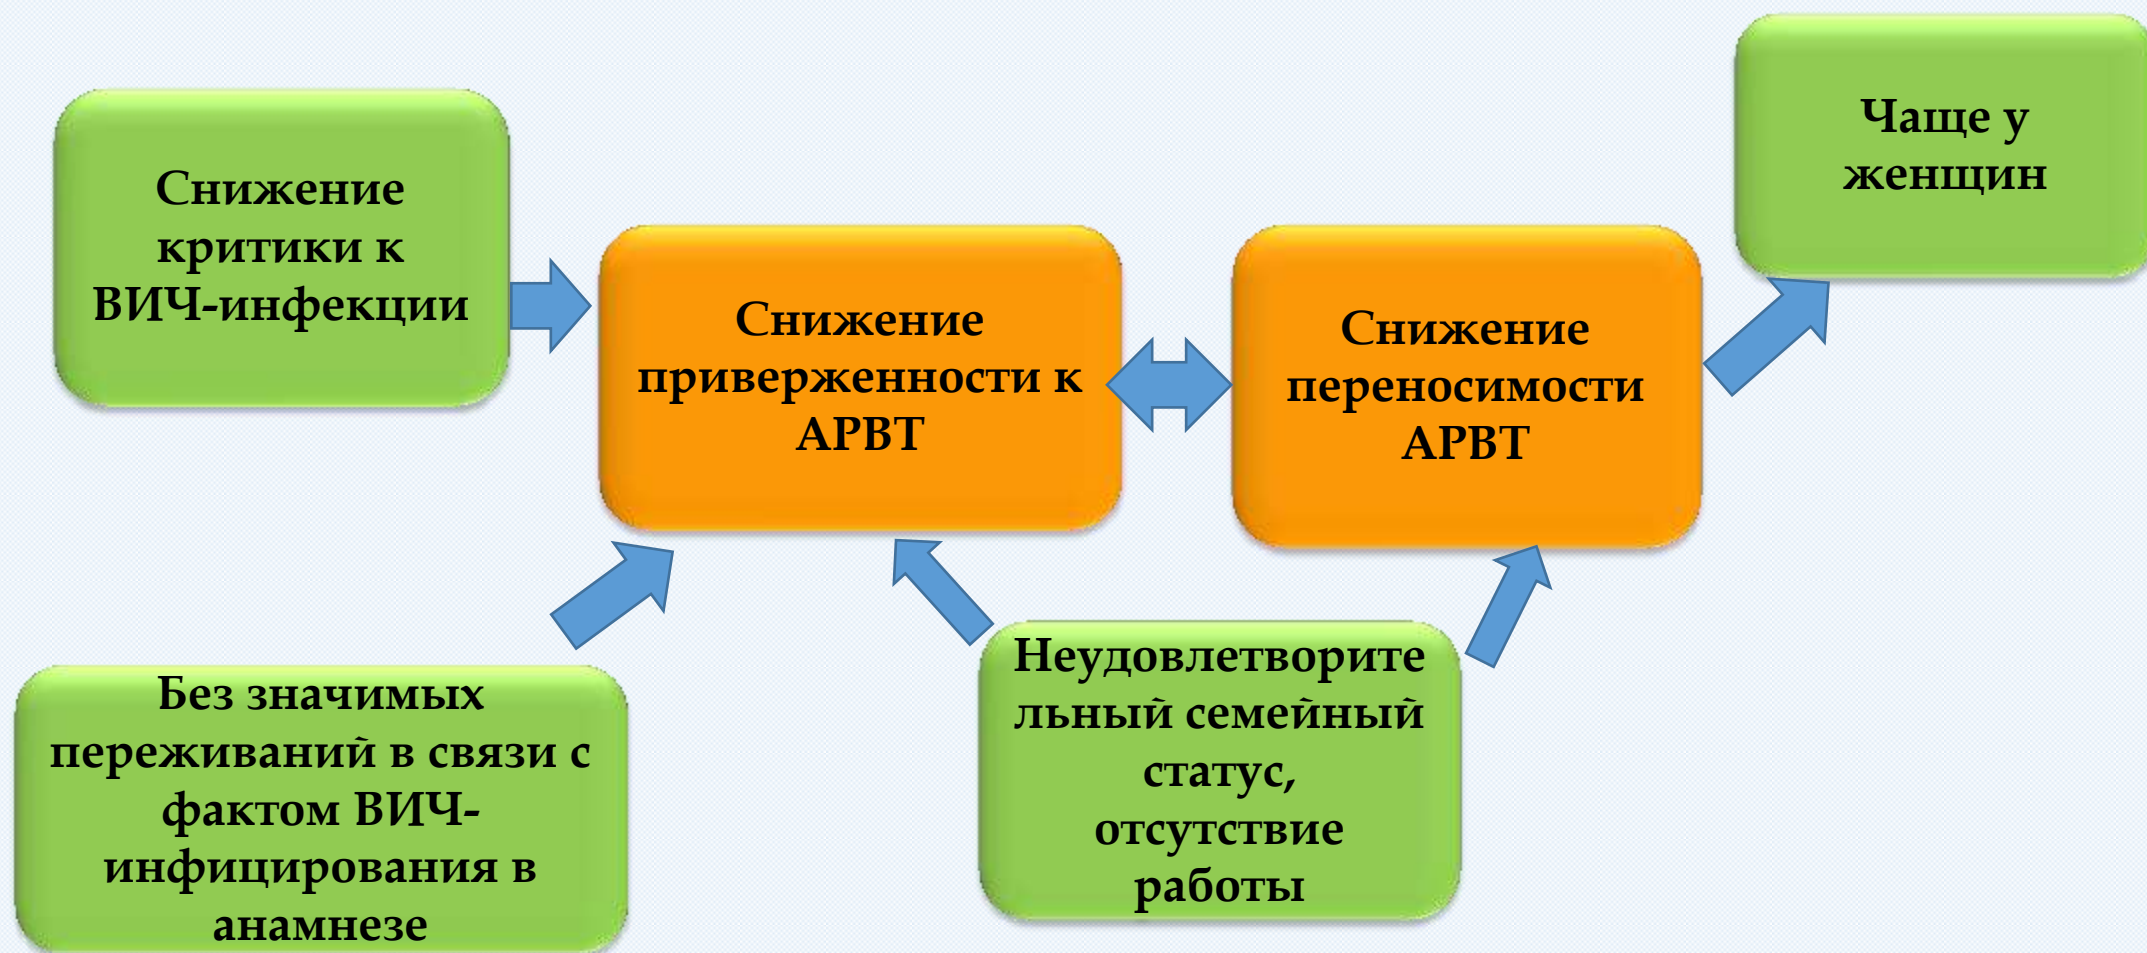 Снижение
критики к
ВИЧ-инфекции
Снижение
приверженности к
АРВТ
Снижение
переносимости
АРВТ
Чаще у
женщин
Без значимых
переживаний в связи с
фактом ВИЧ-
инфицирования в
анамнезе
Неудовлетворите
льный семейный
статус,
отсутствие
работы